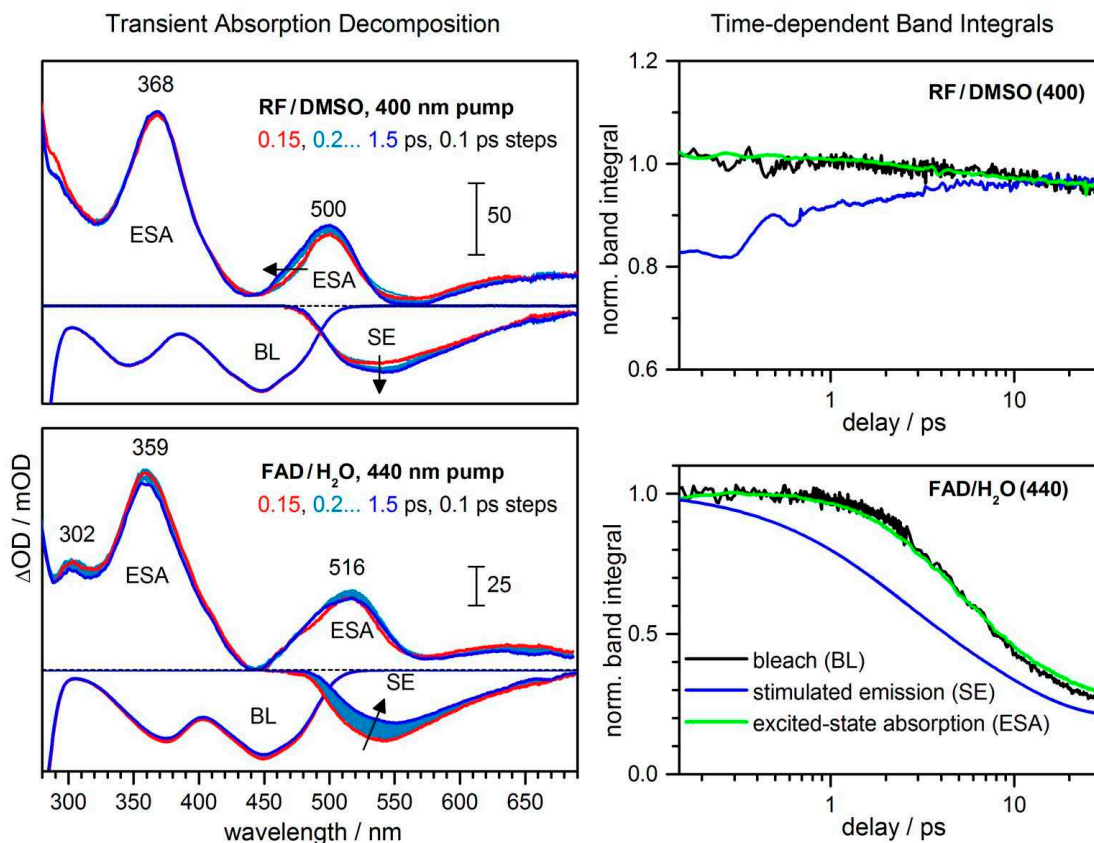 Transient Absorption Decomposition
368
RF/DMSO, 400 nm pump
0.15, 0.2... 1.5 ps, 0.1 ps steps
50
500
ESA
ESA
SE
BL
359
FAD/H₂O, 440 nm pump
0.15, 0.2... 1.5 ps, 0.1 ps steps
302
25
516
ESA
ESA
SE
BL
ΔOD / mOD
300 350 400 450 500 550 600 650
wavelength / nm
Time-dependent Band Integrals
1.2
RF/DMSO (400)
1.0
0.8
0.6
norm. band integral
1 10
delay / ps
FAD/H₂O (440)
1.0
0.5
bleach (BL)
stimulated emission (SE)
excited-state absorption (ESA)
0.0
norm. band integral
1 10
delay / ps